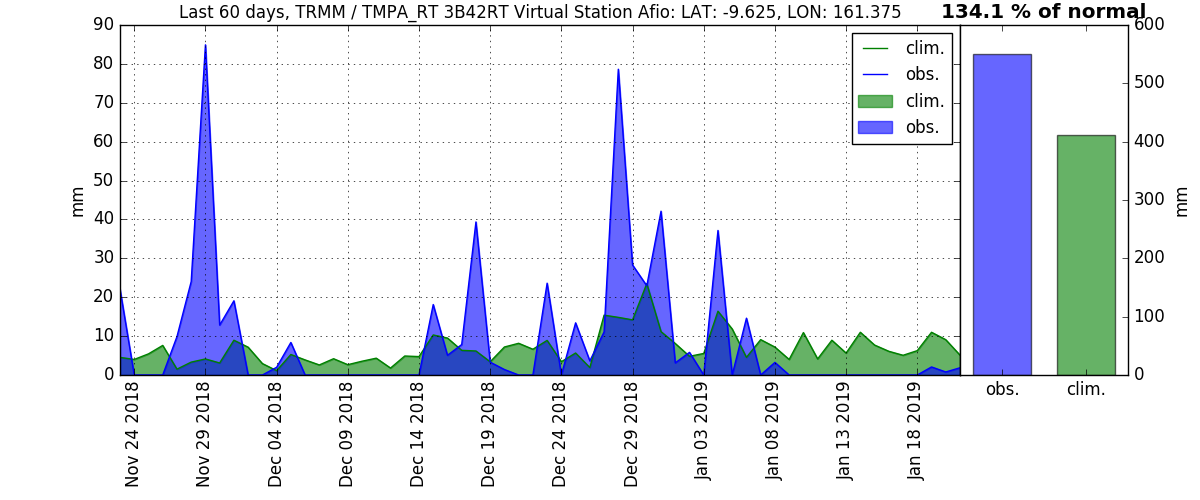 Last 60 days, TRMM / TMPA_RT 3B42RT Virtual Station Afio: LAT: -9.625, LON: 161.375
134.1 % of normal
90
80
70
60
50
40
30
20
10
0
mm
clim.
obs.
clim.
obs.
600
500
400
300
200
100
0
mm
obs.
clim.
Nov 24 2018
Nov 29 2018
Dec 04 2018
Dec 09 2018
Dec 14 2018
Dec 19 2018
Dec 24 2018
Dec 29 2018
Jan 03 2019
Jan 08 2019
Jan 13 2019
Jan 18 2019